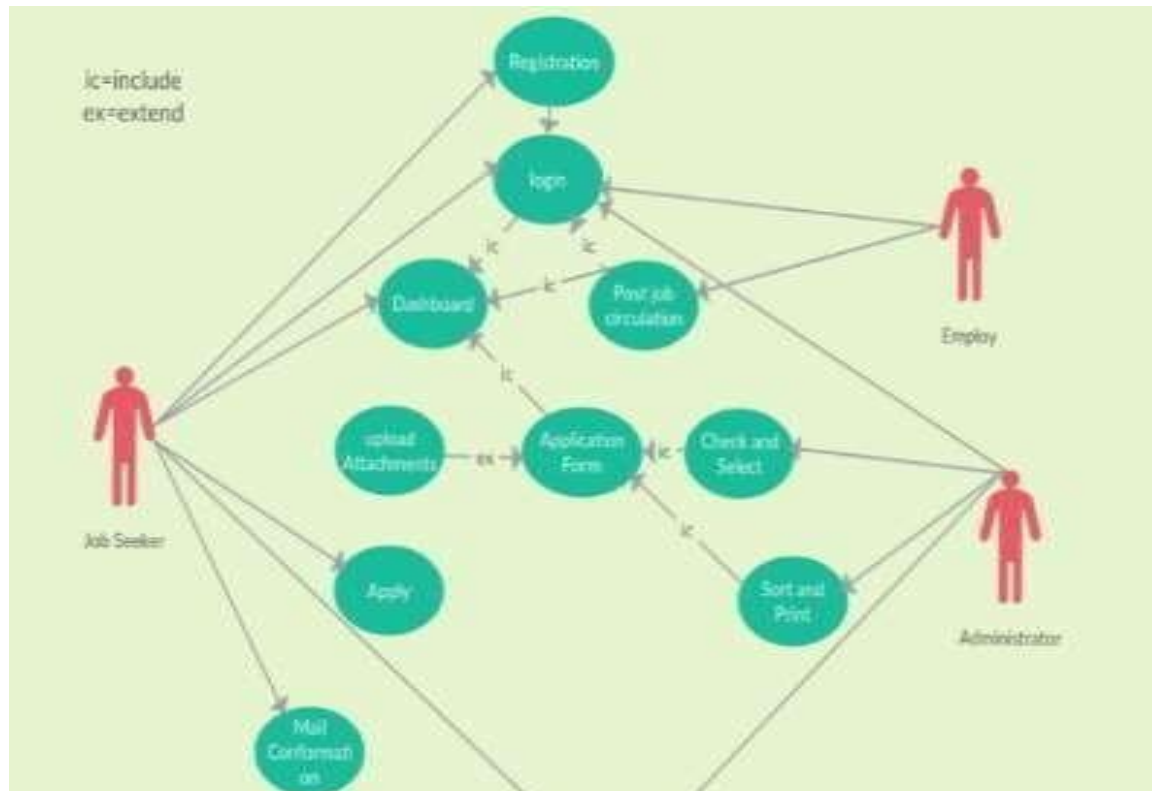 ic=include
ex=extend
Registration
login
ic
ic
ic
Dashboard
Post job
circulation
Employ
ic
upload
Attachments
ex
Application
Form
ic
Check and
Select
ic
Job Seeker
Apply
Sort and
Print
Administrator
Mail
Conformati
on